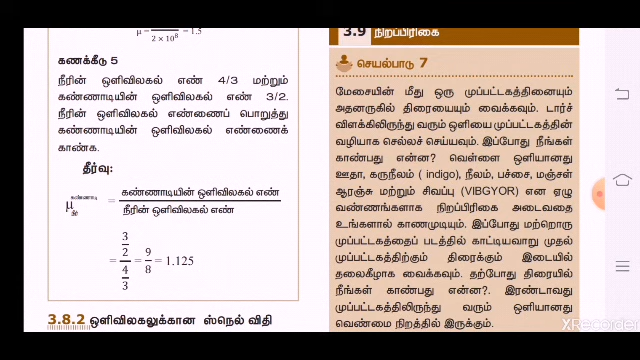 μ = ——— = 1.5
2 × 10⁸
கணக்கீடு 5
நீரின் ஒளிவிலகல் எண் 4/3 மற்றும்
கண்ணாடியின் ஒளிவிலகல் எண் 3/2.
நீரின் ஒளிவிலகல் எண்ணைப் பொறுத்து
கண்ணாடியின் ஒளிவிலகல் எண்ணைக்
காண்க.
தீர்வு:
கண்ணாடி
கண்ணாடியின் ஒளிவிலகல் எண்
μ =
நீர்
நீரின் ஒளிவிலகல் எண்
3
2
= — = 9/8 = 1.125
4
3
3.8.2 ஒளிவிலகலுக்கான ஸ்நெல் விதி
3.9 நிறப்பிரிகை
செயல்பாடு 7
மேசையின் மீது ஒரு முப்பட்டகத்தினையும்
அதனருகில் திரையையும் வைக்கவும். டார்ச்
விளக்கிலிருந்து வரும் ஒளியை முப்பட்டகத்தின்
வழியாக செல்லச் செய்யவும். இப்போது நீங்கள்
காண்பது என்ன? வெள்ளை ஒளியானது
ஊதா, கருநீலம் ( indigo), நீலம், பச்சை, மஞ்சள்
ஆரஞ்சு மற்றும் சிவப்பு (VIBGYOR) என ஏழு
வண்ணங்களாக நிறப்பிரிகை அடைவதை
உங்களால் காணமுடியும். இப்போது மற்றொரு
முப்பட்டகத்தைப் படத்தில் காட்டியவாறு முதல்
முப்பட்டகத்திற்கும் திரைக்கும் இடையில்
தலைகீழாக வைக்கவும். தற்போது திரையில்
நீங்கள் காண்பது என்ன?. இரண்டாவது
முப்பட்டகத்திலிருந்து வரும் ஒளியானது
வெண்மை நிறத்தில் இருக்கும்.
XRecorder